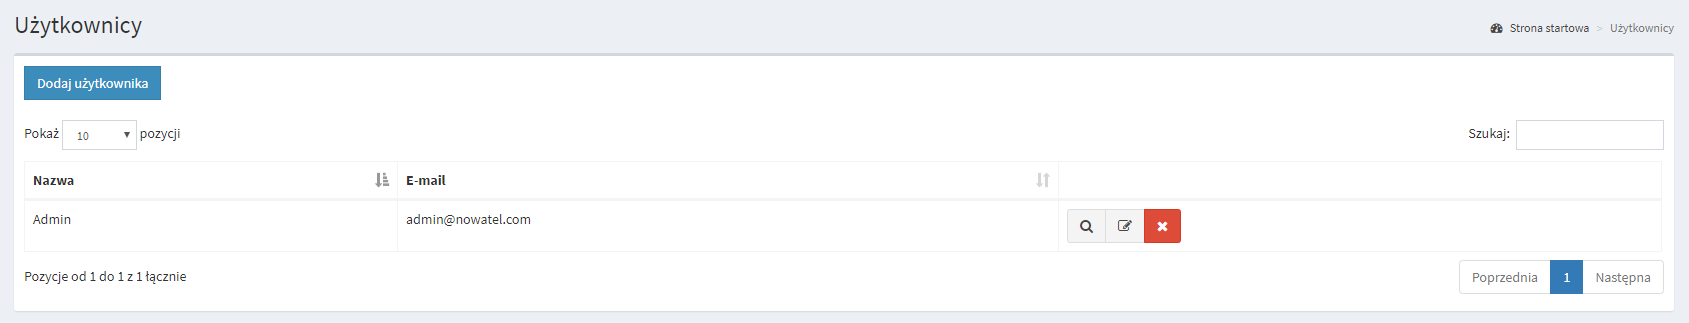 Użytkownicy
Strona startowa > Użytkownicy
Dodaj użytkownika
Pokaż 10 pozycji
Szukaj:
Nazwa E-mail
Admin admin@nowatel.com
Pozycje od 1 do 1 z 1 łącznie
Poprzednia 1 Następna